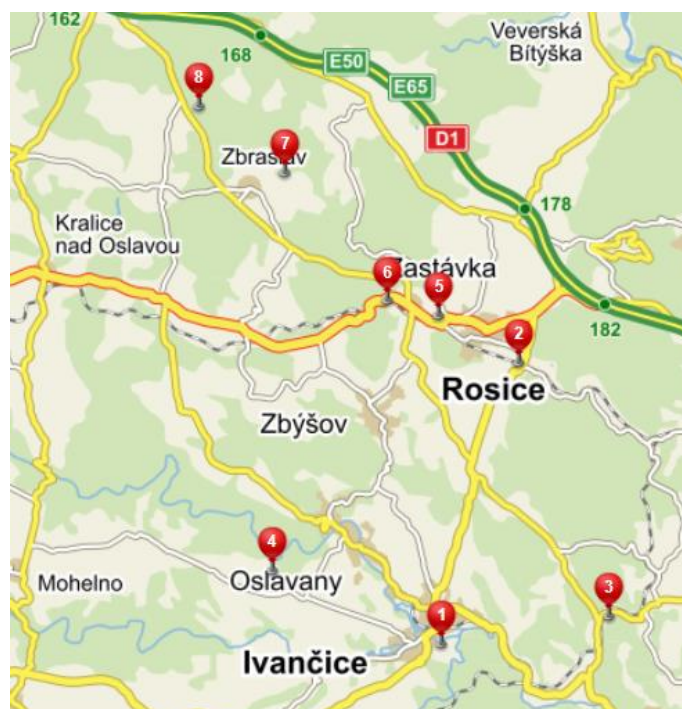 162
168
Veverská
Bítýška
E50
E65
8
D1
7
Zbraslav
178
Kralice
nad Oslavou
Zastávka
6
5
182
2
Rosice
Zbýšov
4
Oslavany
Mohelno
3
1
Ivančice